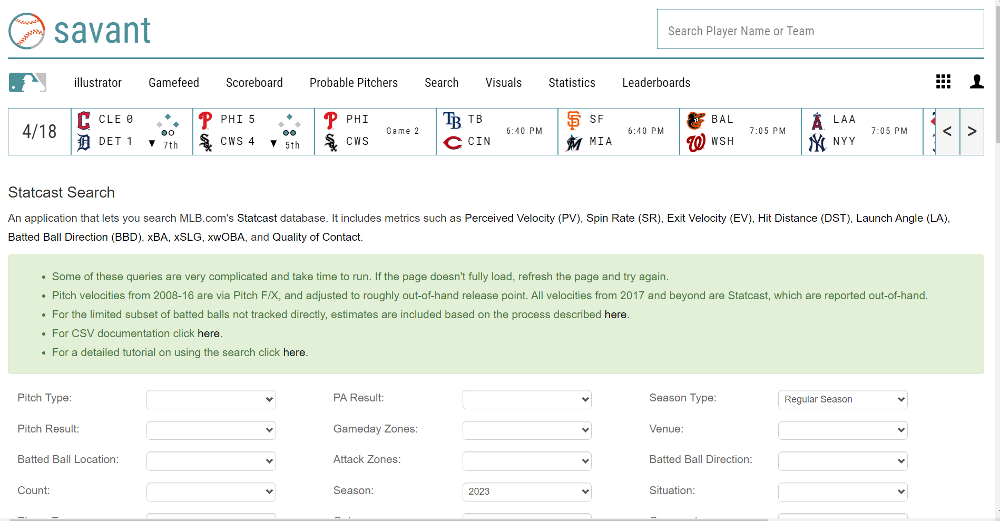 savant
Search Player Name or Team
illustrator Gamefeed Scoreboard Probable Pitchers Search Visuals Statistics Leaderboards
4/18
CLE 0
DET 1 ▼ 7th
PHI 5
CWS 4 ▼ 5th
PHI
CWS
Game 2
TB
CIN
6:40 PM
SF
MIA
6:40 PM
BAL
WSH
7:05 PM
LAA
NYY
7:05 PM
< >
Statcast Search
An application that lets you search MLB.com's Statcast database. It includes metrics such as Perceived Velocity (PV), Spin Rate (SR), Exit Velocity (EV), Hit Distance (DST), Launch Angle (LA),
Batted Ball Direction (BBD), xBA, xSLG, xwOBA, and Quality of Contact.
• Some of these queries are very complicated and take time to run. If the page doesn't fully load, refresh the page and try again.
• Pitch velocities from 2008-16 are via Pitch F/X, and adjusted to roughly out-of-hand release point. All velocities from 2017 and beyond are Statcast, which are reported out-of-hand.
• For the limited subset of batted balls not tracked directly, estimates are included based on the process described here.
• For CSV documentation click here.
• For a detailed tutorial on using the search click here.
Pitch Type: PA Result: Season Type: Regular Season
Pitch Result: Gameday Zones: Venue:
Batted Ball Location: Attack Zones: Batted Ball Direction:
Count: Season: 2023 Situation: